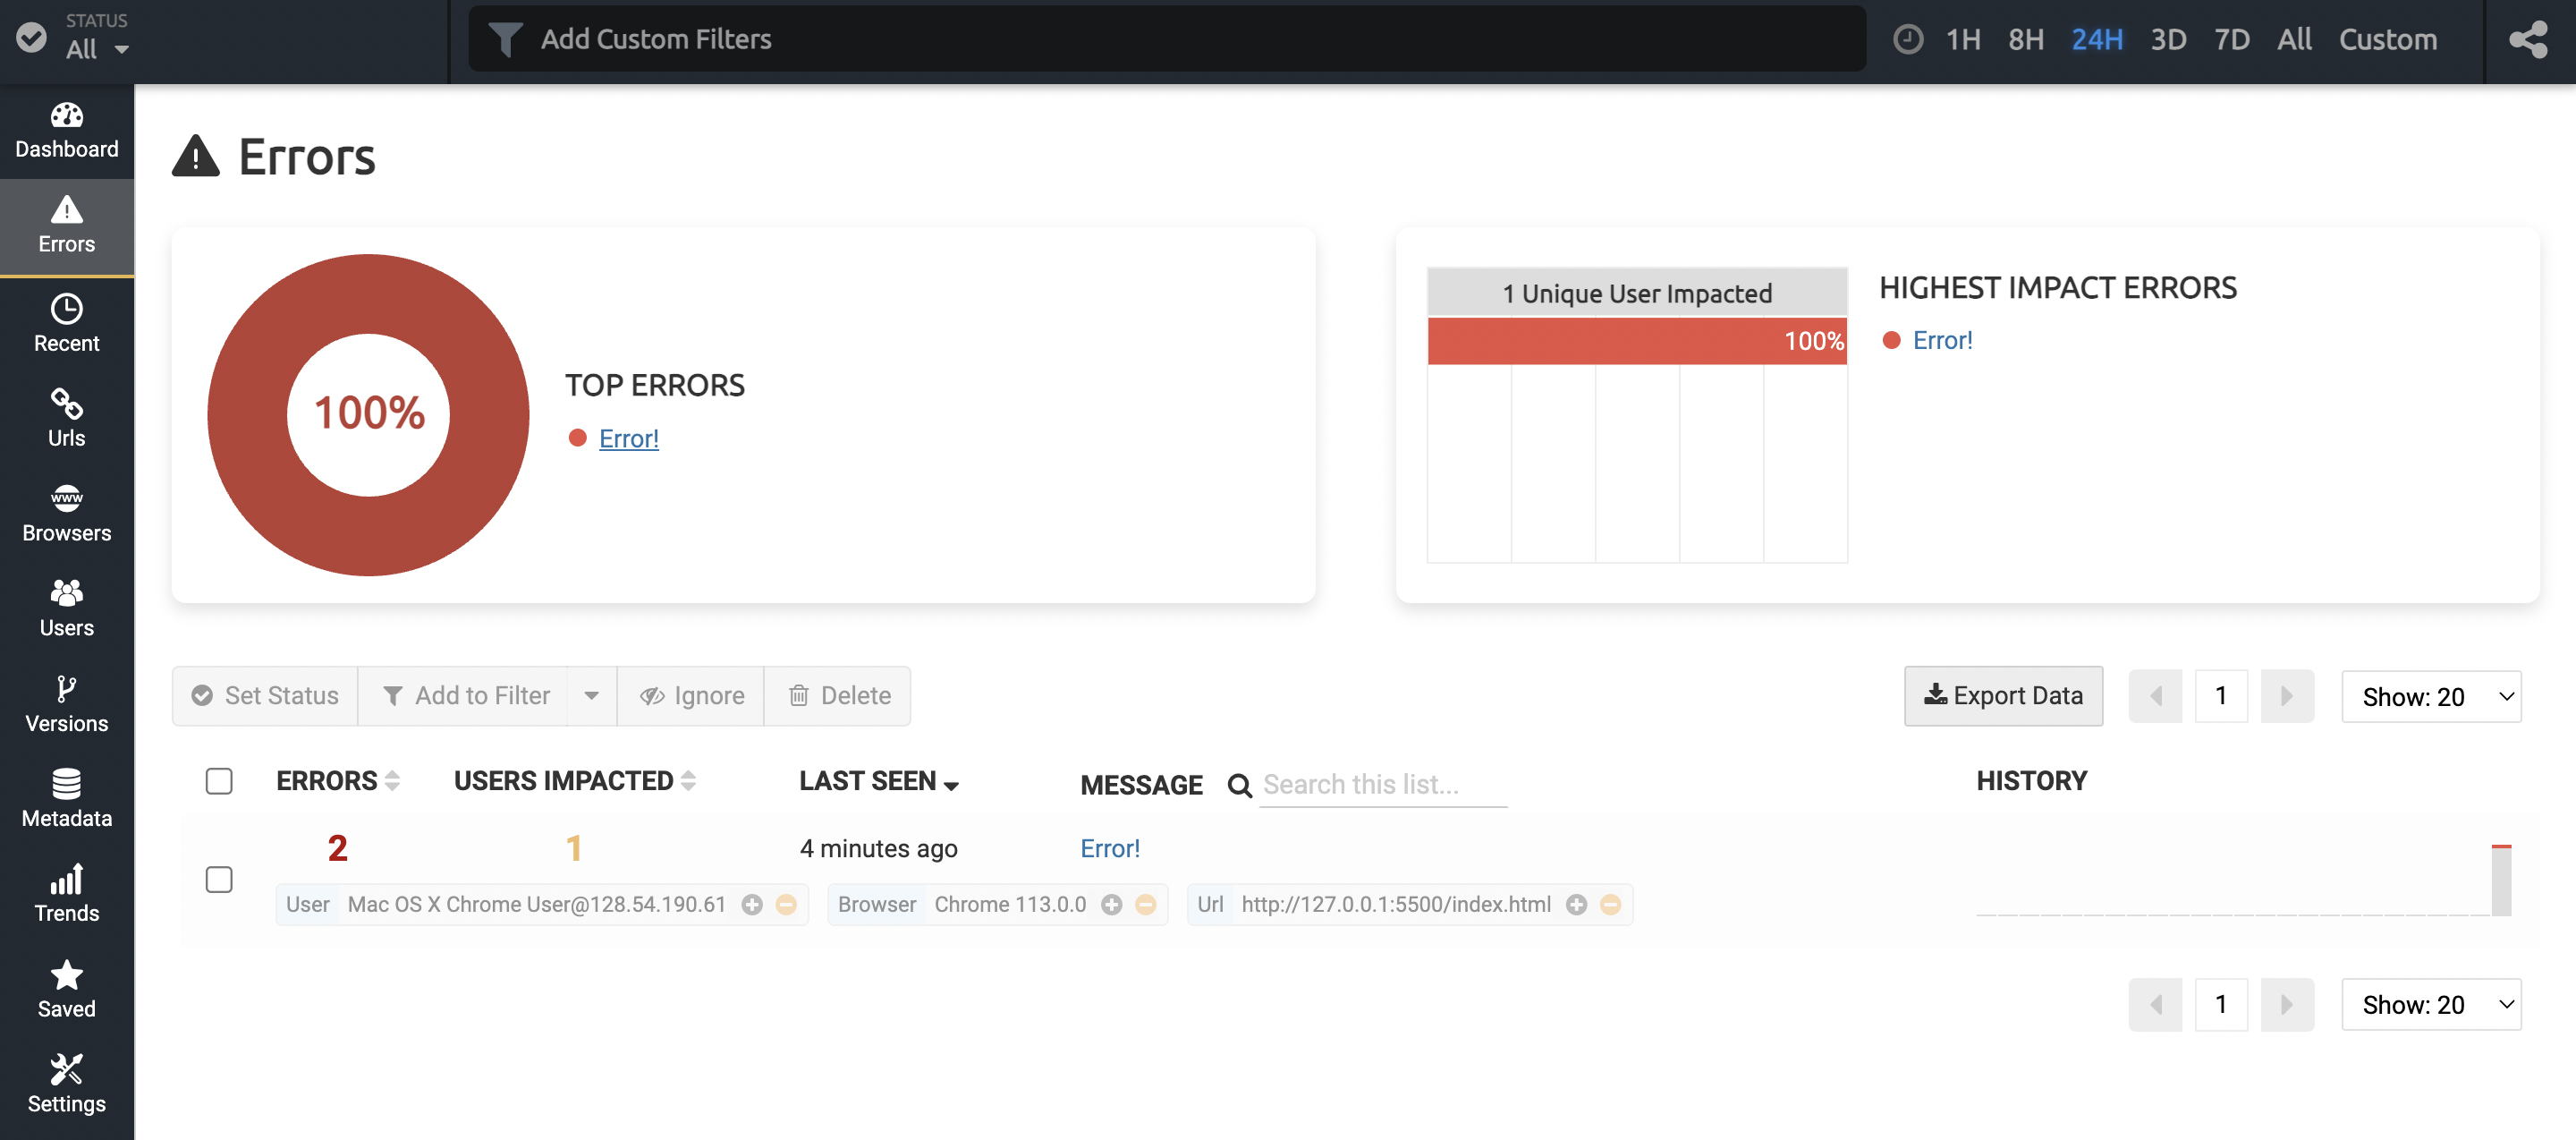 STATUS
All
Add Custom Filters
1H 8H 24H 3D 7D All Custom
Dashboard
Errors
Recent
Urls
www
Browsers
Users
Versions
Metadata
Trends
Saved
Settings
Errors
100%
TOP ERRORS
Error!
1 Unique User Impacted
100%
HIGHEST IMPACT ERRORS
Error!
Set Status Add to Filter Ignore Delete
Export Data 1 Show: 20
ERRORS USERS IMPACTED LAST SEEN MESSAGE Search this list... HISTORY
2 1 4 minutes ago Error!
User Mac OS X Chrome User@128.54.190.61 Browser Chrome 113.0.0 Url http://127.0.0.1:5500/index.html
1 Show: 20